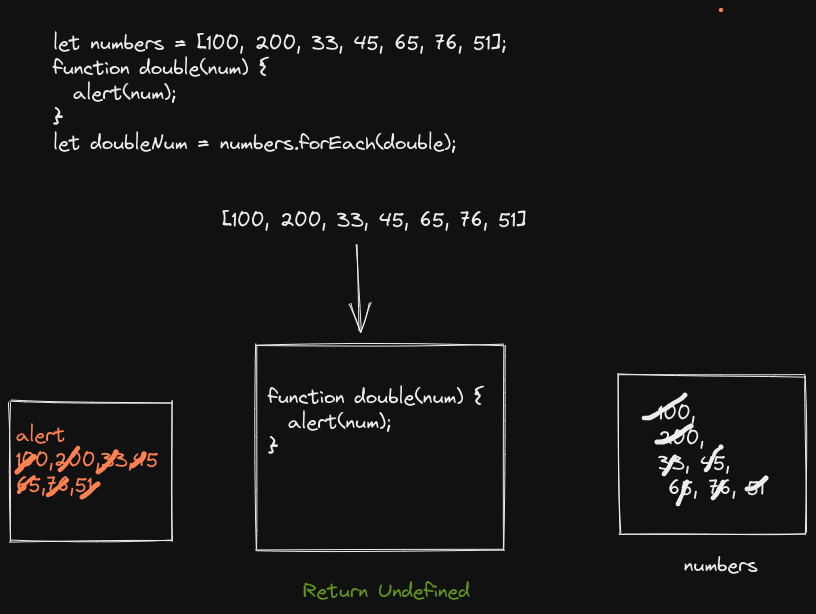 let numbers = [100, 200, 33, 45, 65, 76, 51];
function double(num) {
alert(num);
}
let doubleNum = numbers.forEach(double);
[100, 200, 33, 45, 65, 76, 51]
function double(num) {
alert(num);
}
alert
100,200,33,45
65,76,51
100,
200,
33, 45,
65, 76, 51
numbers
Return Undefined